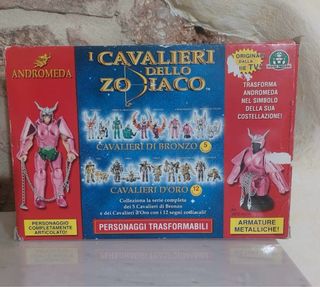 ANDROMEDA
I CAVALIERI
DELLO
ZODIACO
ORIGINALE
DALLA
TV
TRASFORMA
ANDROMEDA
NEL SIMBOLO
DELLA SUA
COSTELLAZIONE!
CAVALIERI DI BRONZO 5
CAVALIERI D'ORO 12
Colleziona la serie completa
dei 5 Cavalieri di Bronzo
e dei Cavalieri D'Oro con i 12 segni zodiacali!
PERSONAGGIO
COMPLETAMENTE
ARTICOLATO!
PERSONAGGI TRASFORMABILI
ARMATURE
METALLICHE!